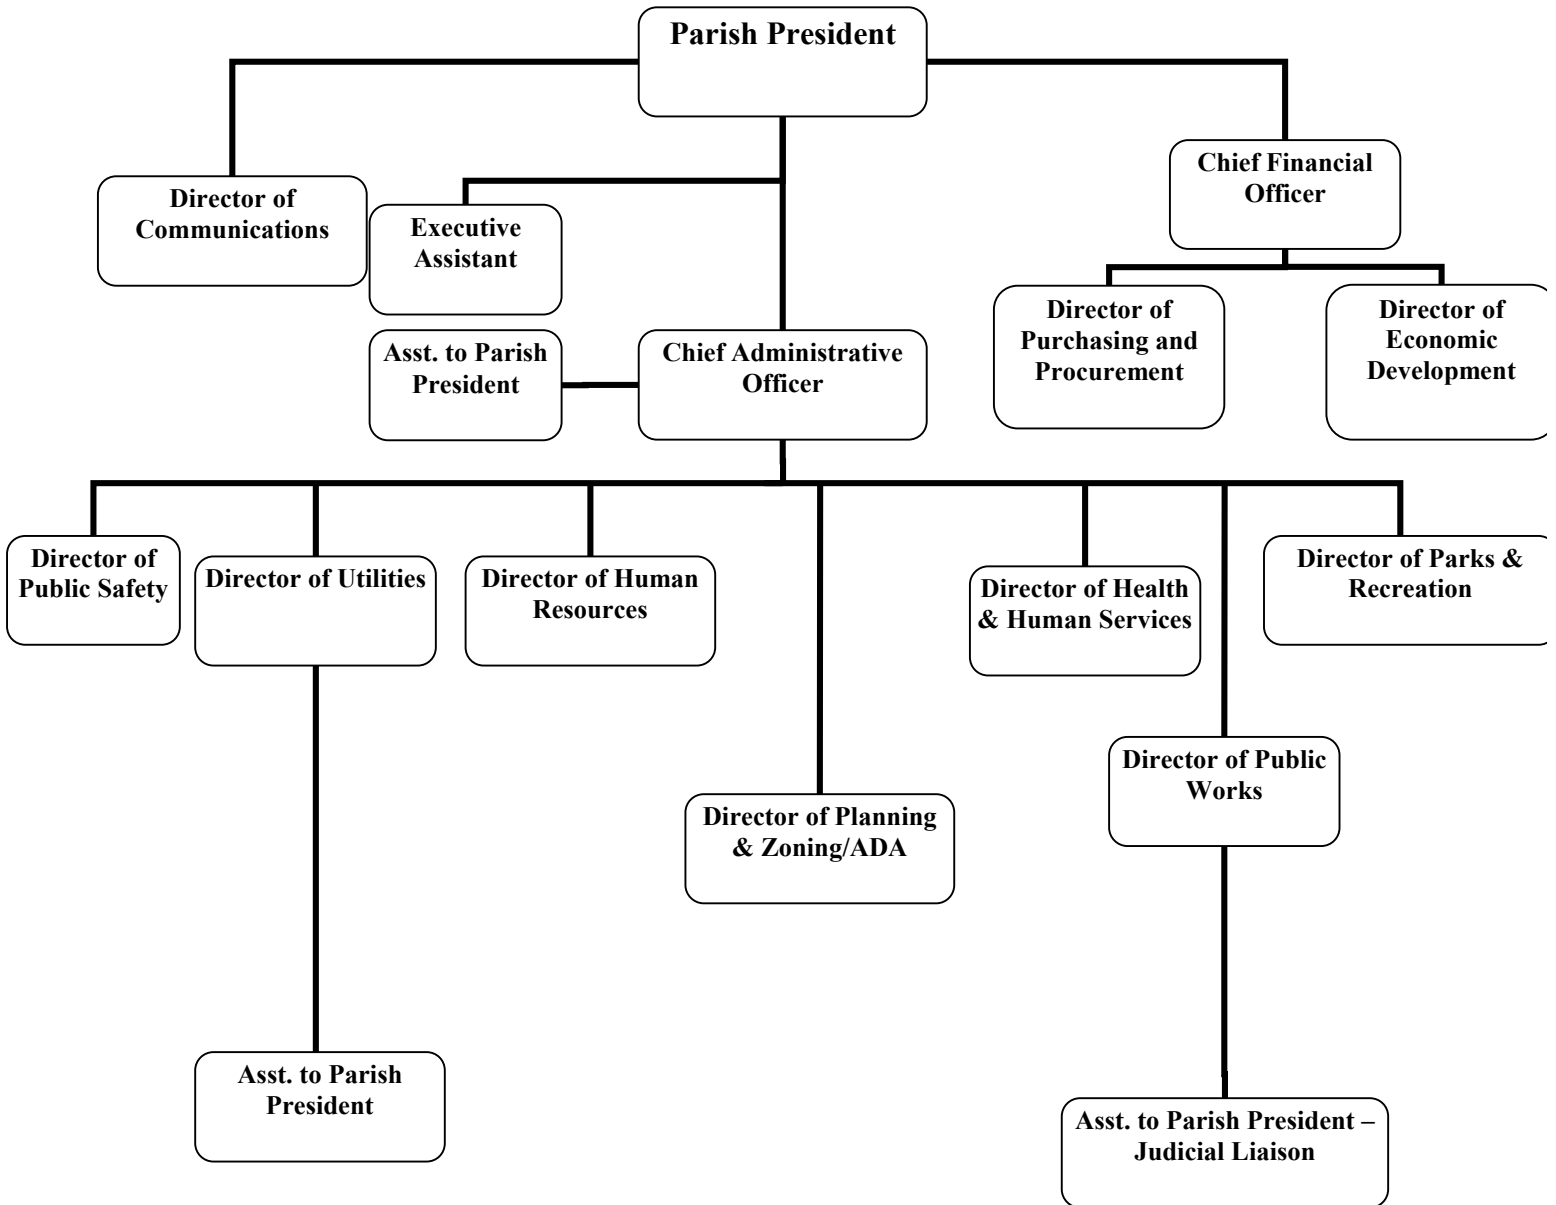 Parish President
Director of
Communications
Executive
Assistant
Chief Financial
Officer
Asst. to Parish
President
Chief Administrative
Officer
Director of
Purchasing and
Procurement
Director of
Economic
Development
Director of
Public Safety
Director of Utilities
Director of Human
Resources
Director of Health
& Human Services
Director of Parks &
Recreation
Director of Public
Works
Director of Planning
& Zoning/ADA
Asst. to Parish
President
Asst. to Parish President –
Judicial Liaison